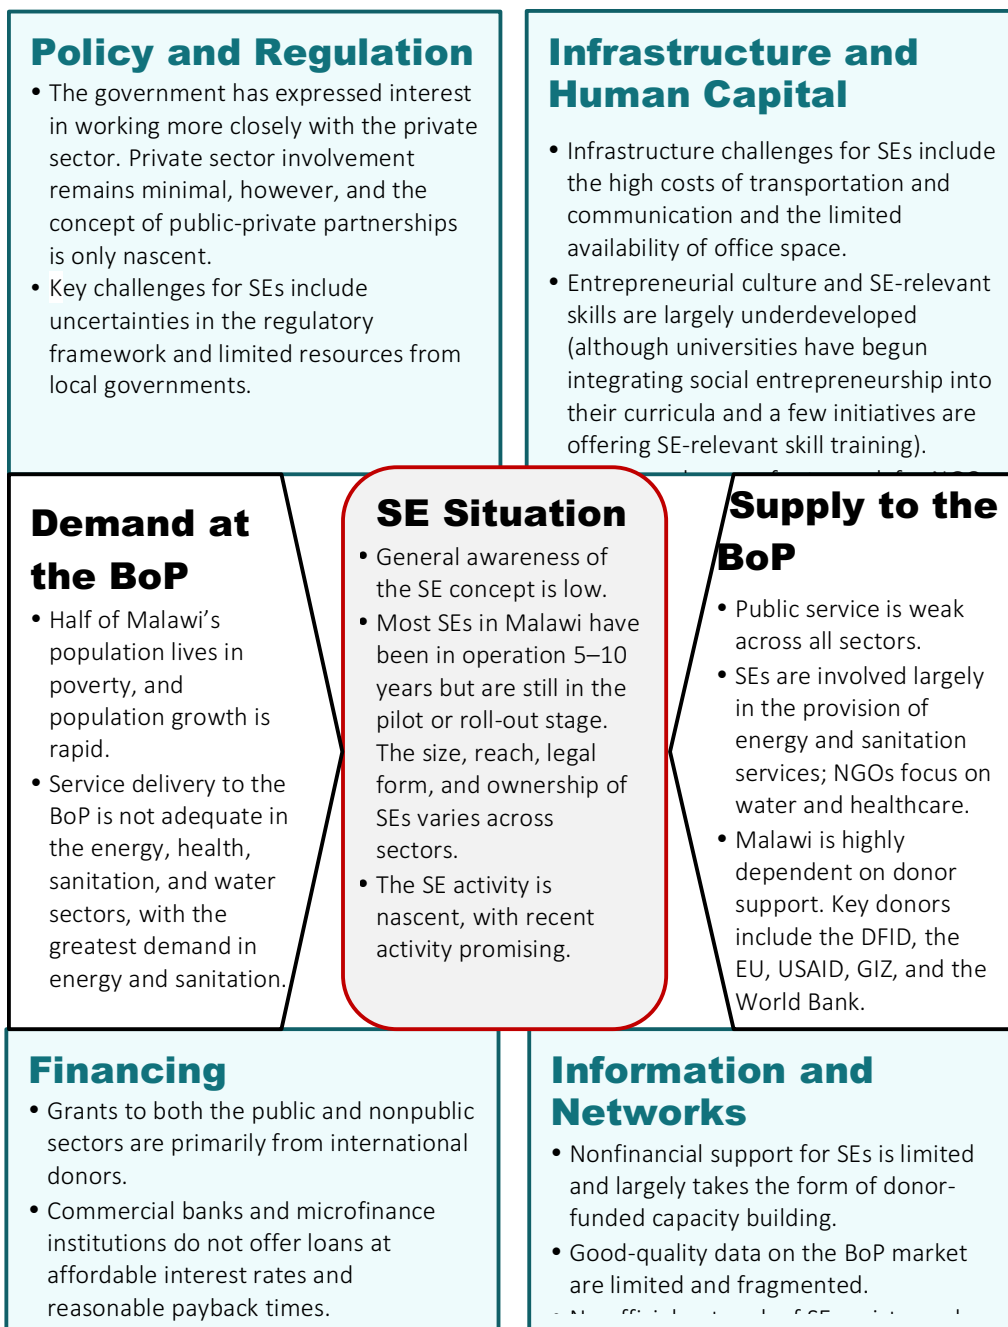 Policy and Regulation
• The government has expressed interest
in working more closely with the private
sector. Private sector involvement
remains minimal, however, and the
concept of public-private partnerships
is only nascent.
• Key challenges for SEs include
uncertainties in the regulatory
framework and limited resources from
local governments.
Infrastructure and
Human Capital
• Infrastructure challenges for SEs include
the high costs of transportation and
communication and the limited
availability of office space.
• Entrepreneurial culture and SE-relevant
skills are largely underdeveloped
(although universities have begun
integrating social entrepreneurship into
their curricula and a few initiatives are
offering SE-relevant skill training).
Demand at
the BoP
• Half of Malawi’s
population lives in
poverty, and
population growth is
rapid.
• Service delivery to the
BoP is not adequate in
the energy, health,
sanitation, and water
sectors, with the
greatest demand in
energy and sanitation.
SE Situation
• General awareness of
the SE concept is low.
• Most SEs in Malawi have
been in operation 5–10
years but are still in the
pilot or roll-out stage.
The size, reach, legal
form, and ownership of
SEs varies across
sectors.
• The SE activity is
nascent, with recent
activity promising.
Supply to the
BoP
• Public service is weak
across all sectors.
• SEs are involved largely
in the provision of
energy and sanitation
services; NGOs focus on
water and healthcare.
• Malawi is highly
dependent on donor
support. Key donors
include the DFID, the
EU, USAID, GIZ, and the
World Bank.
Financing
• Grants to both the public and nonpublic
sectors are primarily from international
donors.
• Commercial banks and microfinance
institutions do not offer loans at
affordable interest rates and
reasonable payback times.
Information and
Networks
• Nonfinancial support for SEs is limited
and largely takes the form of donor-
funded capacity building.
• Good-quality data on the BoP market
are limited and fragmented.